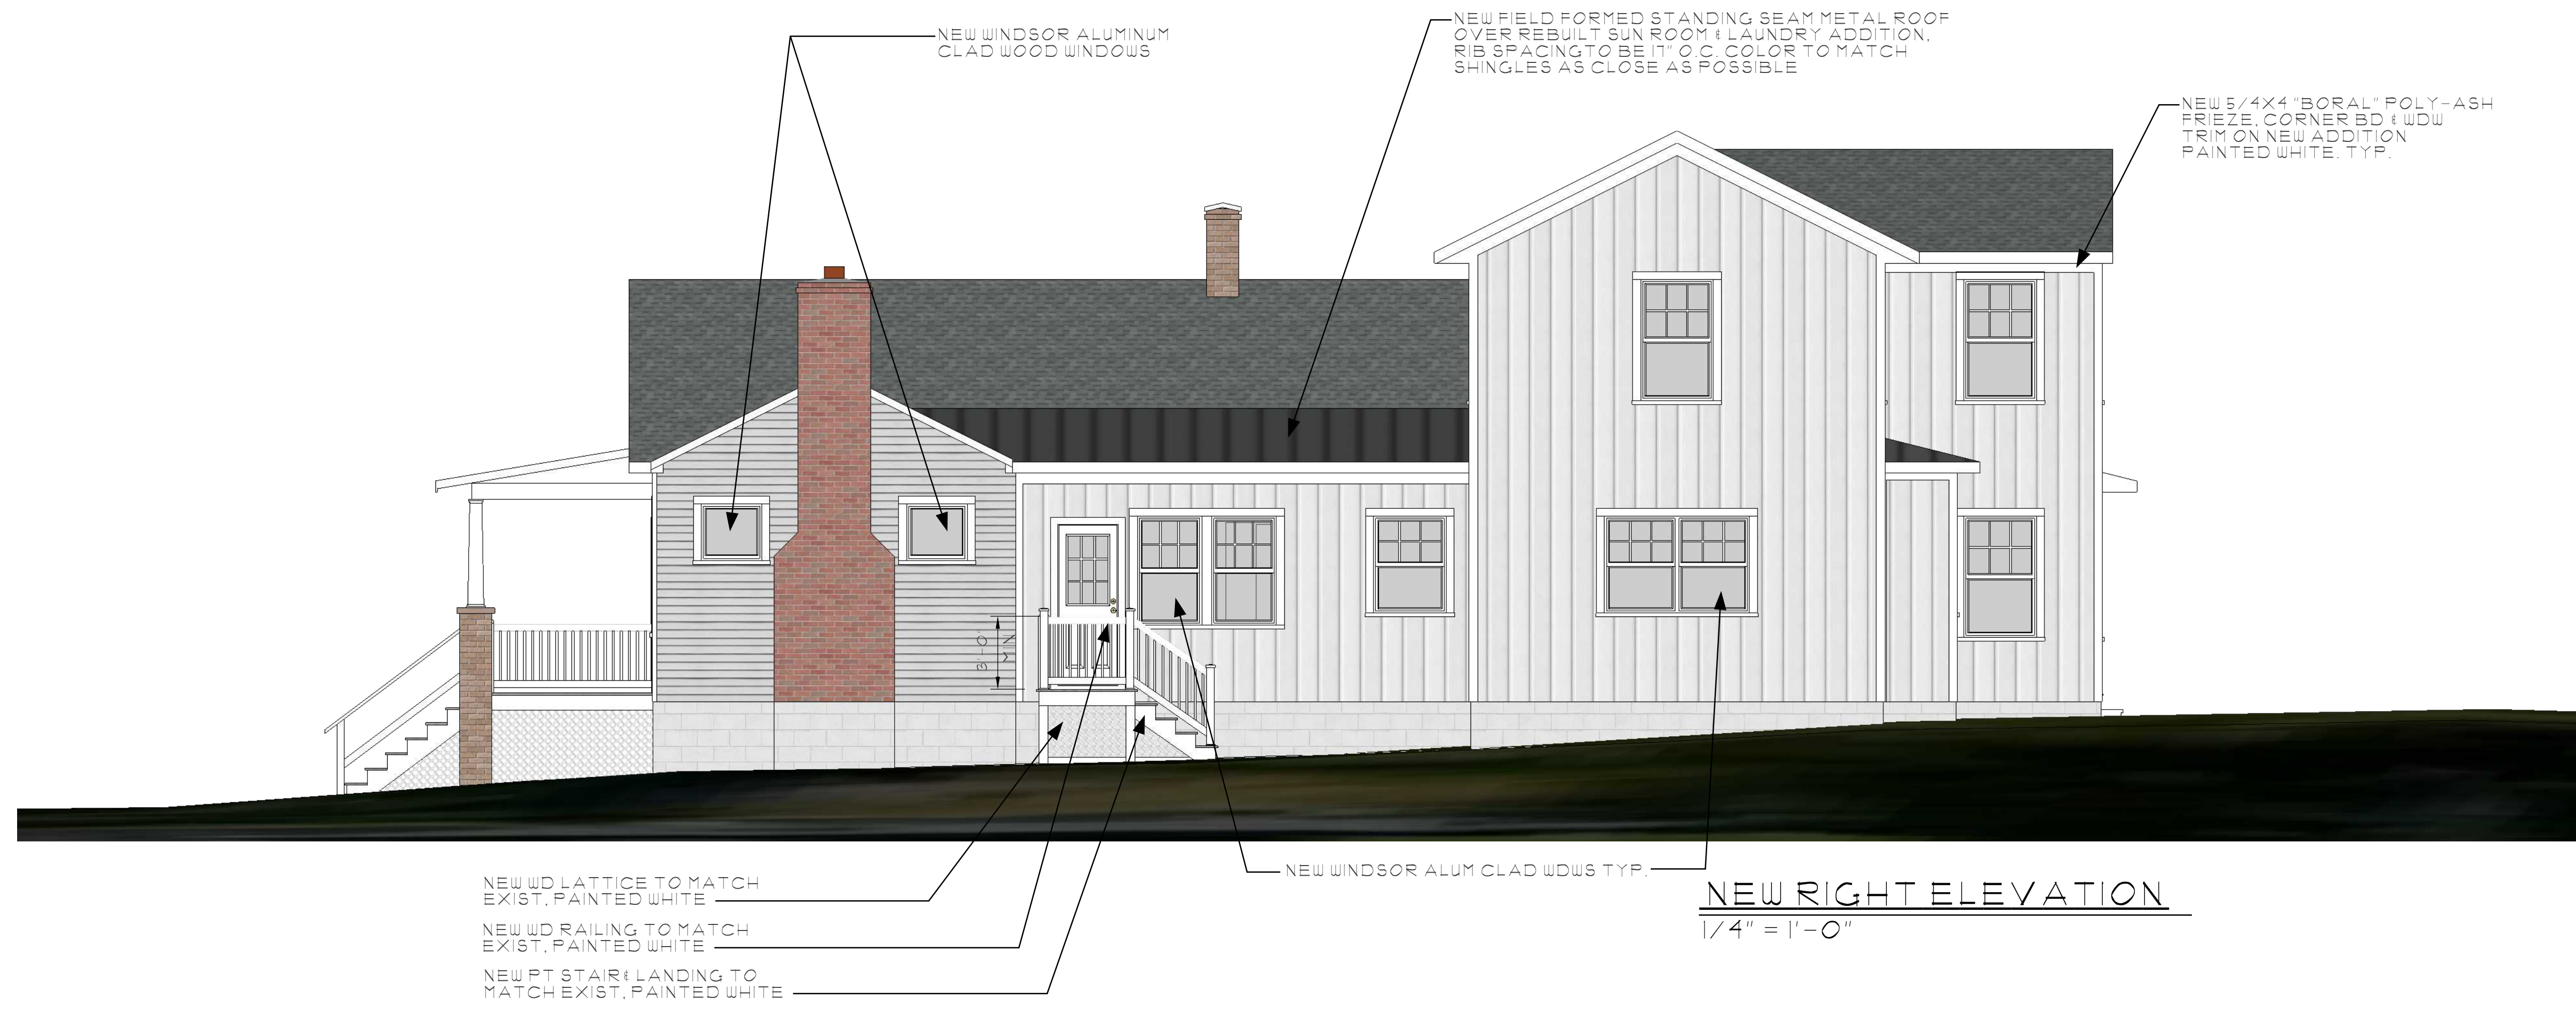 NEW WINDSOR ALUMINUM
CLAD WOOD WINDOWS
NEW FIELD FORMED STANDING SEAM METAL ROOF
OVER REBUILT SUN ROOM & LAUNDRY ADDITION,
RIB SPACING TO BE 17" O.C. COLOR TO MATCH
SHINGLES AS CLOSE AS POSSIBLE
NEW 5/4X4 "BORAL" POLY-ASH
FRIEZE, CORNER BD & WDW
TRIM ON NEW ADDITION
PAINTED WHITE. TYP.
3'-0"
MIN
NEW WINDSOR ALUM CLAD WDWS TYP.
NEW WD LATTICE TO MATCH
EXIST, PAINTED WHITE
NEW WD RAILING TO MATCH
EXIST, PAINTED WHITE
NEW PT STAIR & LANDING TO
MATCH EXIST, PAINTED WHITE
NEW RIGHT ELEVATION
1/4" = 1'-0"